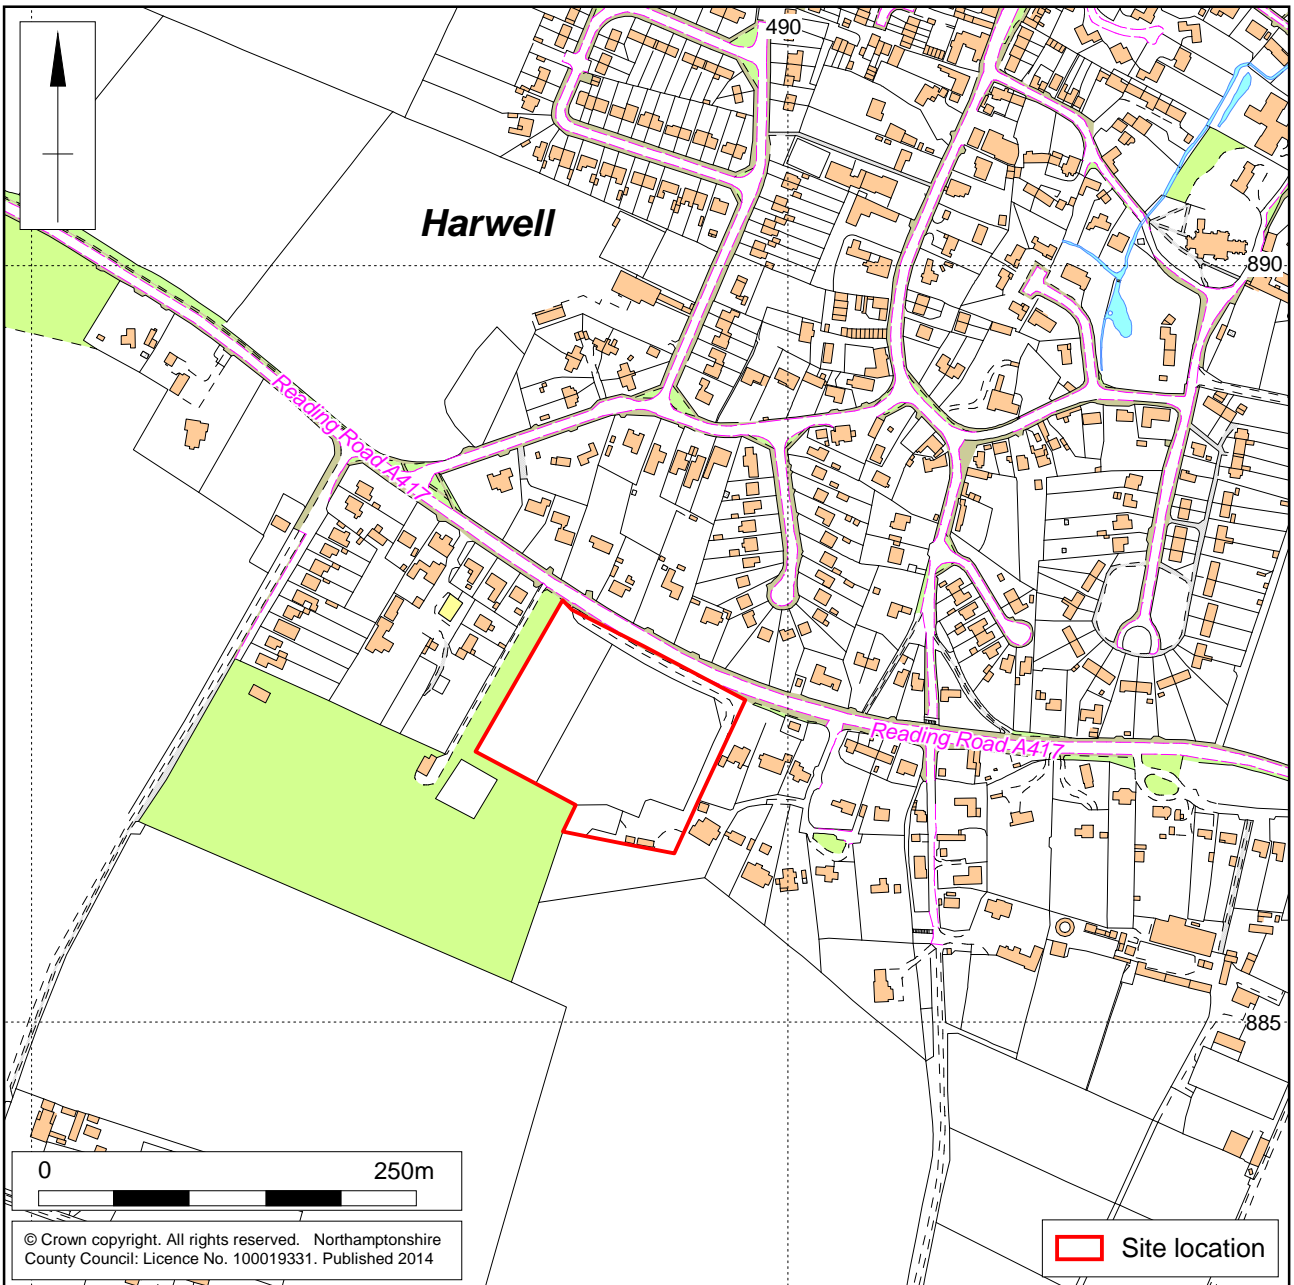 490
Harwell
890
Reading Road A417
Reading Road A417
885
0 250m
© Crown copyright. All rights reserved. Northamptonshire
County Council: Licence No. 100019331. Published 2014
Site location